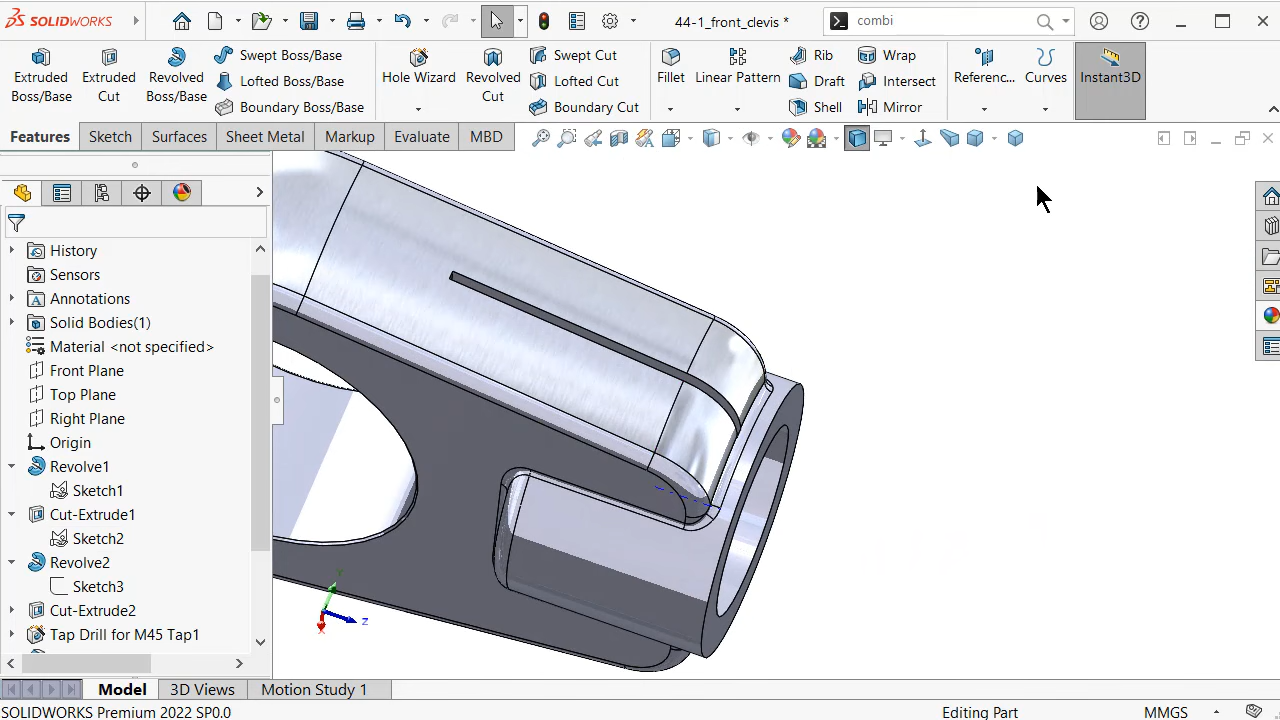 SOLIDWORKS
44-1_front_clevis *
combi
Extruded Boss/Base
Extruded Cut
Revolved Boss/Base
Swept Boss/Base
Lofted Boss/Base
Boundary Boss/Base
Hole Wizard
Revolved Cut
Swept Cut
Lofted Cut
Boundary Cut
Fillet
Linear Pattern
Rib
Draft
Shell
Wrap
Intersect
Mirror
Referenc...
Curves
Instant3D
Features
Sketch
Surfaces
Sheet Metal
Markup
Evaluate
MBD
History
Sensors
Annotations
Solid Bodies(1)
Material <not specified>
Front Plane
Top Plane
Right Plane
Origin
Revolve1
Sketch1
Cut-Extrude1
Sketch2
Revolve2
Sketch3
Cut-Extrude2
Tap Drill for M45 Tap1
Y
Z
X
Model
3D Views
Motion Study 1
SOLIDWORKS Premium 2022 SP0.0
Editing Part
MMGS